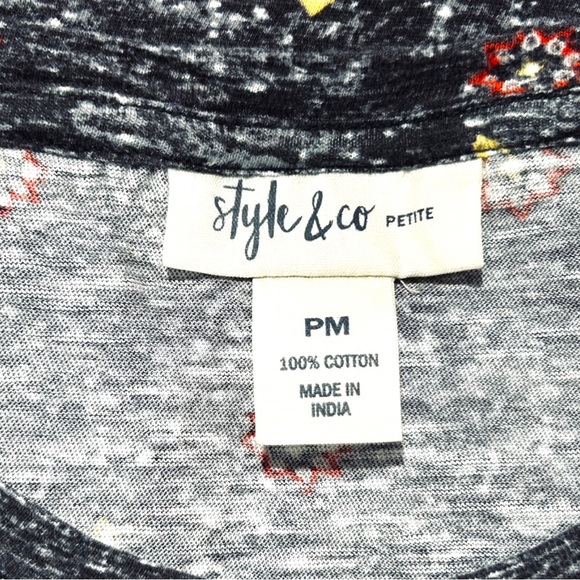 style & co PETITE
PM
100% COTTON
MADE IN
INDIA